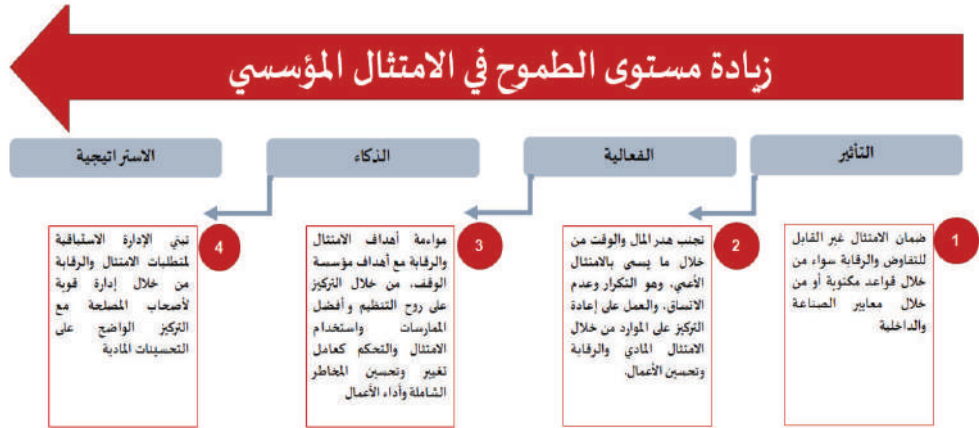 زيادة مستوى الطموح في الامتثال المؤسسي
التأثير
1
ضمان الامتثال غير القابل
للتفاوض والرقابة سواء من
خلال قواعد مكتوبة أو من
خلال معايير الصناعة
والداخلية
الفعالية
2
تجنب هدر المال والوقت من
خلال ما يسمى بالامتثال
الأعمى، وهو التكرار وعدم
الاتساق، والعمل على إعادة
التركيز على الموارد من خلال
الامتثال المادي والرقابة
وتحسين الأعمال.
الذكاء
3
مواءمة أهداف الامتثال
والرقابة مع أهداف مؤسسة
الوقف، من خلال التركيز
على روح التنظيم وأفضل
الممارسات واستخدام
الامتثال والتحكم كعامل
تغيير وتحسين المخاطر
الشاملة وأداء الأعمال
الاستراتيجية
4
تبني الإدارة الاستباقية
لمتطلبات الامتثال والرقابة
من خلال إدارة قوية
لأصحاب المصلحة مع
التركيز الواضح على
التحسينات المادية